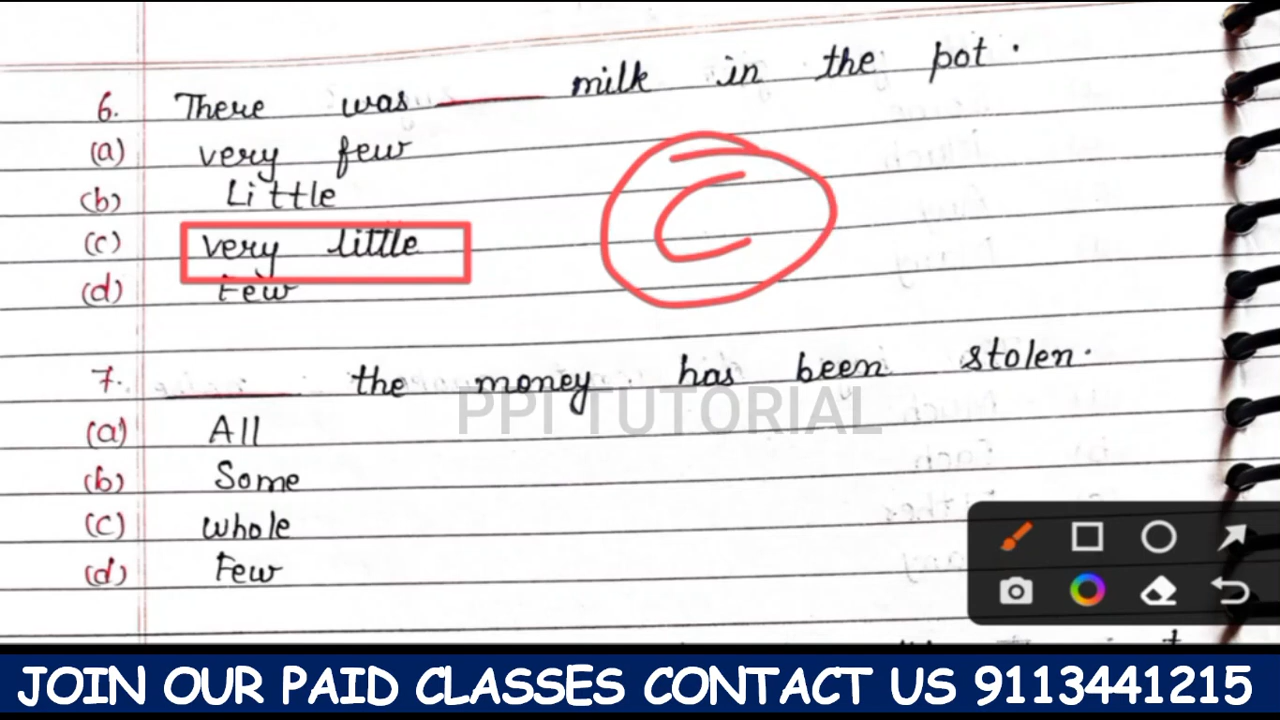 6. There was ______ milk in the pot.
(a) very few
(b) Little
(c) very little
(d) Few
C
7. ______ the money has been stolen.
(a) All
(b) Some
(c) whole
(d) Few
PPI TUTORIAL
JOIN OUR PAID CLASSES CONTACT US 9113441215